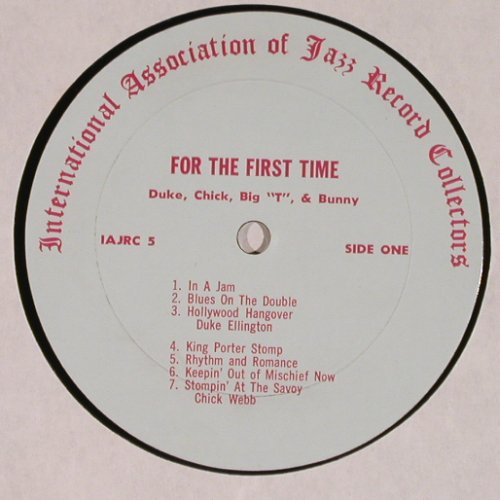 International Association of Jazz Record Collectors
FOR THE FIRST TIME
Duke, Chick, Big "T", & Bunny
IAJRC 5
SIDE ONE
1. In A Jam
2. Blues On The Double
3. Hollywood Hangover
Duke Ellington
4. King Porter Stomp
5. Rhythm and Romance
6. Keepin' Out of Mischief Now
7. Stompin' At The Savoy
Chick Webb